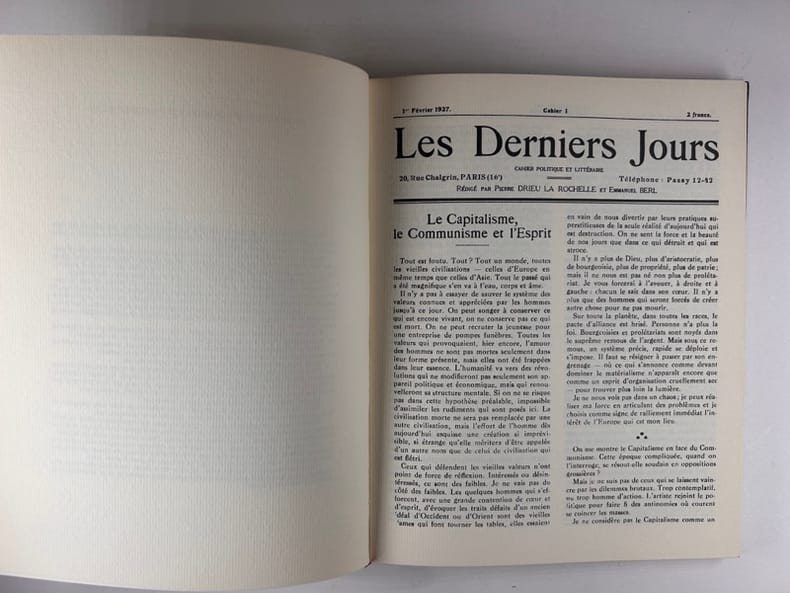 1er Février 1927.
Cahier 1
2 francs.
Les Derniers Jours
CAHIER POLITIQUE ET LITTÉRAIRE
20, Rue Chalgrin, PARIS (16e)
Téléphone : Passy 12-42
RÉDIGÉ PAR PIERRE DRIEU LA ROCHELLE ET EMMANUEL BERL
Le Capitalisme,
le Communisme et l'Esprit
Tout est foutu. Tout ? Tout un monde, toutes
les vieilles civilisations — celles d'Europe en
même temps que celles d'Asie. Tout le passé qui
a été magnifique s'en va à l'eau, corps et âme.
Il n'y a pas à essayer de sauver le système des
valeurs connues et appréciées par les hommes
jusqu'à ce jour. On peut songer à conserver ce
qui est encore vivant, on ne conserve pas ce qui
est mort. On ne peut recruter la jeunesse pour
une entreprise de pompes funèbres. Toutes les
valeurs qui provoquaient, hier encore, l'amour
des hommes ne sont pas mortes seulement dans
leur forme présente, mais elles ont été frappées
dans leur essence. L'humanité va vers des révo-
lutions qui ne modifieront pas seulement son ap-
pareil politique et économique, mais qui renou-
velleront sa structure mentale. Si on ne se risque
pas dans cette hypothèse préalable, impossible
d'assimiler les rudiments qui sont posés ici. La
civilisation morte ne sera pas remplacée par une
autre civilisation, mais l'effort de l'homme dès
aujourd'hui esquisse une création si imprévi-
sible, si étrange qu'elle méritera d'être appelée
d'un autre nom que de celui de civilisation qui
est flétri.
Ceux qui défendent les vieilles valeurs n'ont
point de force de réflexion. Intéressés ou désin-
téressés, ce sont des faibles. Je ne vais pas du
côté des faibles. Les quelques hommes qui s'ef-
forcent, avec une grande contention de cœur et
d'esprit, d'évoquer les traits défaits d'un ancien
idéal d'Occident ou d'Orient sont des vieilles
dames qui font tourner les tables, elles essaient
en vain de nous divertir par leurs pratiques su-
perstitieuses de la seule réalité d'aujourd'hui qui
est destruction. On ne sent la force et la beauté
de nos jours que dans ce qui détruit et qui est
atroce.
Il n'y a plus de Dieu, plus d'aristocratie, plus
de bourgeoisie, plus de propriété, plus de patrie ;
mais il ne nous est pas né non plus de proléta-
riat. Je vous forcerai à l'avouer, à droite et à
gauche : chacun le sait dans son cœur. Il n'y a
plus que des hommes qui seront forcés de créer
autre chose pour ne pas mourir.
Sur toute la planète, dans toutes les races, le
pacte d'alliance est brisé. Personne n'a plus la
foi. Bourgeoisies et prolétariats sont noyés dans
le suprême remous de l'argent. Mais sous ce re-
mous, un système précis, rapide se déploie et
s'impose. Il faut se résigner à passer par son en-
grenage — où ce qui s'annonce comme devant
dominer le matérialisme n'apparaît encore que
comme un esprit d'organisation cruellement sec
— pour trouver plus loin la lumière.
Je ne nous vois pas dans un chaos ; je peux réa-
liser ma force en articulant des problèmes et je
choisis comme signe de ralliement immédiat l'in-
térêt de l'Europe qui est mon lieu.
On me montre le Capitalisme en face du Com-
munisme. Cette époque compliquée, quand on
l'interroge, se résout-elle soudain en oppositions
grossières ?
Mais je ne suis pas de ceux qui se laissent vain-
cre par les dilemmes brutaux. Trop contemplatif,
ou trop homme d'action. L'artiste rejoint le po-
litique pour faire fi des antinomies où courent
se coincer les masses.
Je ne considère pas le Capitalisme comme un